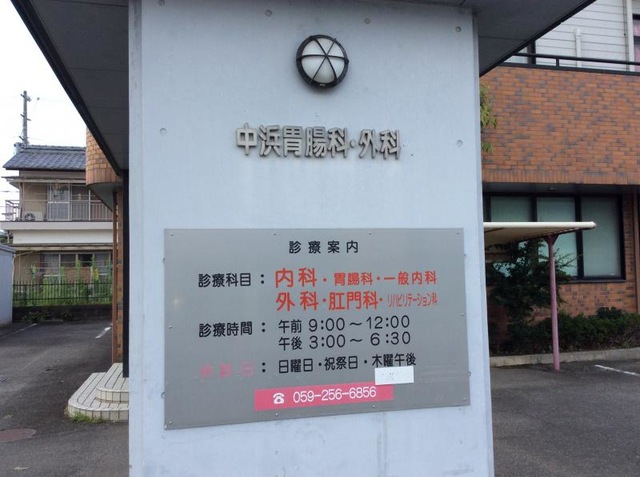 中浜胃腸科・外科
診療案内
診療科目：内科・胃腸科・一般内科
外科・肛門科・リハビリテーション科
診療時間：午前 9:00〜12:00
午後 3:00〜 6:30
休診日：日曜日・祝祭日・木曜午後
☎ 059-256-6856